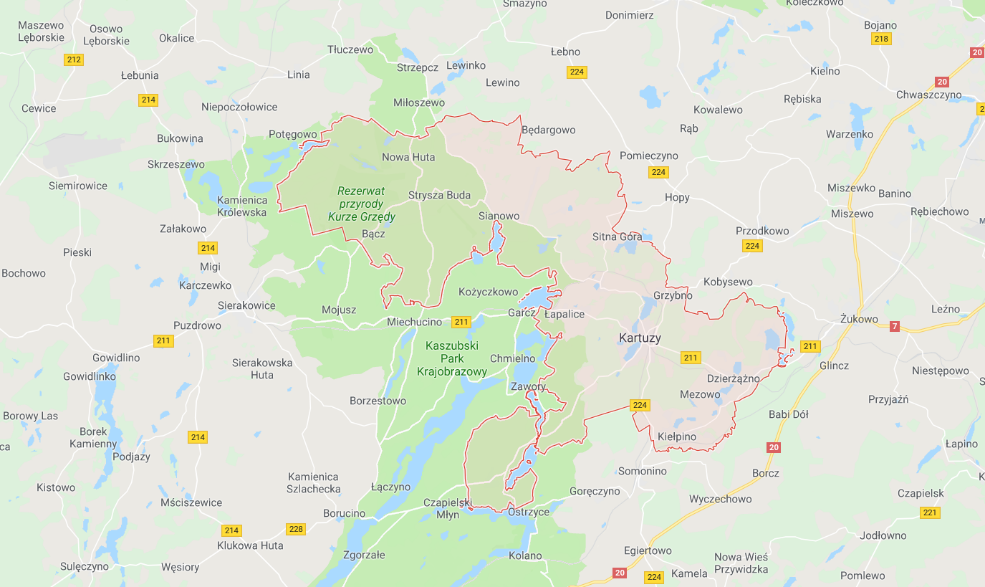 Smażyno
Koleczkowo
Maszewo
Lęborskie
Osowo
Lęborskie
Okalice
Donimierz
Bojano
218
Tłuczewo
Łebno
20
212
Strzepcz
Lewinko
224
Kielno
Łebunia
Linia
Lewino
20
Chwaszczyno
214
Rębiska
Cewice
Niepoczołowice
Miłoszewo
Kowalewo
Bukowina
Potęgowo
Będargowo
Rąb
Warzenko
Skrzeszewo
Nowa Huta
Pomieczyno
224
Siemirowice
Rezerwat
przyrody
Kurze Grzędy
Strysza Buda
Hopy
Miszewko
Banino
Kamienica
Królewska
Sianowo
Miszewo
Rębiechowo
Załakowo
Bącz
Sitna Góra
Przodkowo
224
Pieski
214
Bochowo
Migi
Karczewko
Kożyczkowo
Grzybno
Kobysewo
Sierakowice
Mojusz
Garcz
Łapalice
Leźno
Puzdrowo
Miechucino
211
Żukowo
7
211
Kaszubski
Park
Krajobrazowy
Kartuzy
211
Gowidlino
Chmielno
211
Glincz
Gowidlinko
Sierakowska
Huta
Zawory
Dzierżążno
Niestępowo
Mezowo
Borzestowo
224
Przyjaźń
Borowy Las
Babi Dół
Borek
Kamienny
214
Kiełpino
20
Łapino
Podjazy
Somonino
Borcz
Kistowo
Kamienica
Szlachecka
Łączyno
Goręczyno
Wyczechowo
Czapielsk
Mściszewice
Czapielski
Młyn
Ostrzyce
221
Borucino
214
228
Klukowa Huta
Jodłowno
Zgorzałe
Kolano
Egiertowo
Nowa Wieś
Przywidzka
Sulęczyno
Węsiory
20
224
Kamela
Pomlewo